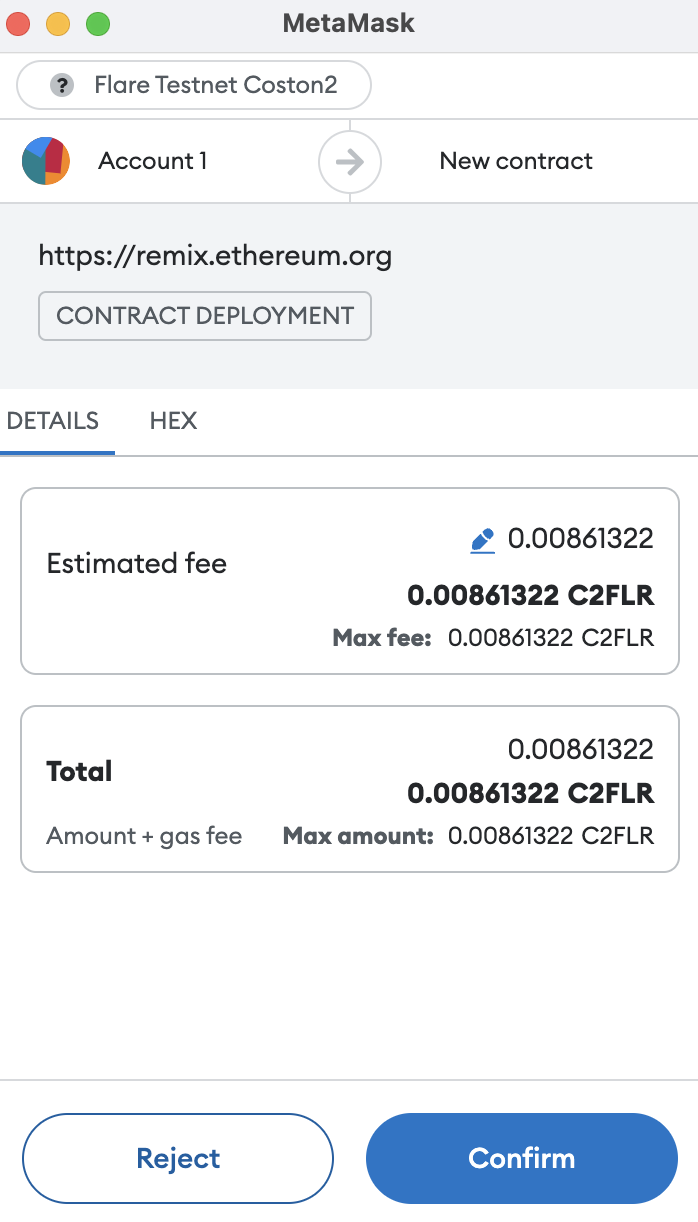 MetaMask
? Flare Testnet Coston2
Account 1
New contract
https://remix.ethereum.org
CONTRACT DEPLOYMENT
DETAILS HEX
Estimated fee
0.00861322
0.00861322 C2FLR
Max fee: 0.00861322 C2FLR
Total
0.00861322
0.00861322 C2FLR
Amount + gas fee
Max amount: 0.00861322 C2FLR
Reject
Confirm